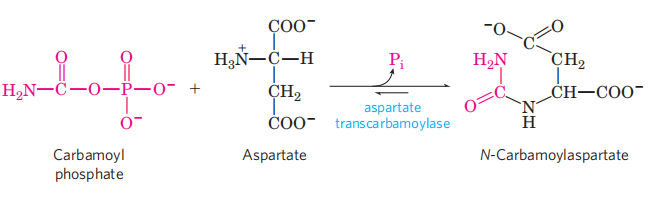 COO⁻
H₃N⁺—C—H
CH₂
COO⁻
O O
H₂N—C—O—P—O⁻ +
O⁻
Pᵢ
aspartate
transcarbamoylase
⁻O O
C
H₂N CH₂
O C CH—COO⁻
N
H
Carbamoyl
phosphate
Aspartate
N-Carbamoylaspartate